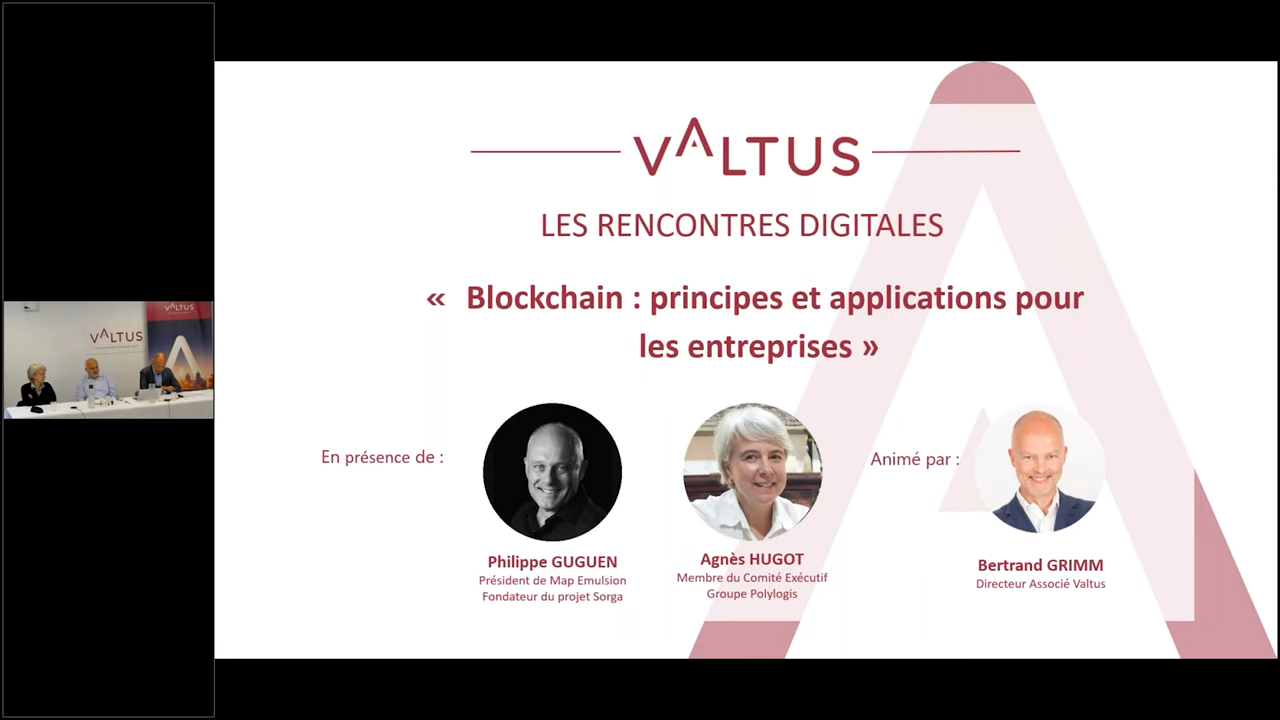 VALTUS
LES RENCONTRES DIGITALES
« Blockchain : principes et applications pour
les entreprises »
En présence de :
Philippe GUGUEN
Président de Map Emulsion
Fondateur du projet Sorga
Agnès HUGOT
Membre du Comité Exécutif
Groupe Polylogis
Animé par :
Bertrand GRIMM
Directeur Associé Valtus
VALTUS
VALTUS